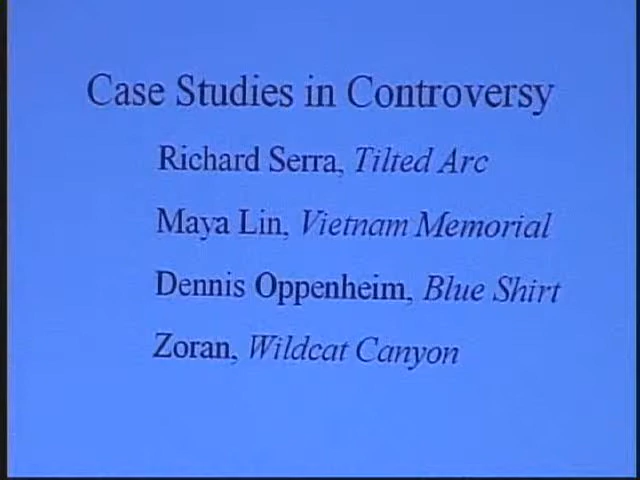 Case Studies in Controversy
Richard Serra, Tilted Arc
Maya Lin, Vietnam Memorial
Dennis Oppenheim, Blue Shirt
Zoran, Wildcat Canyon